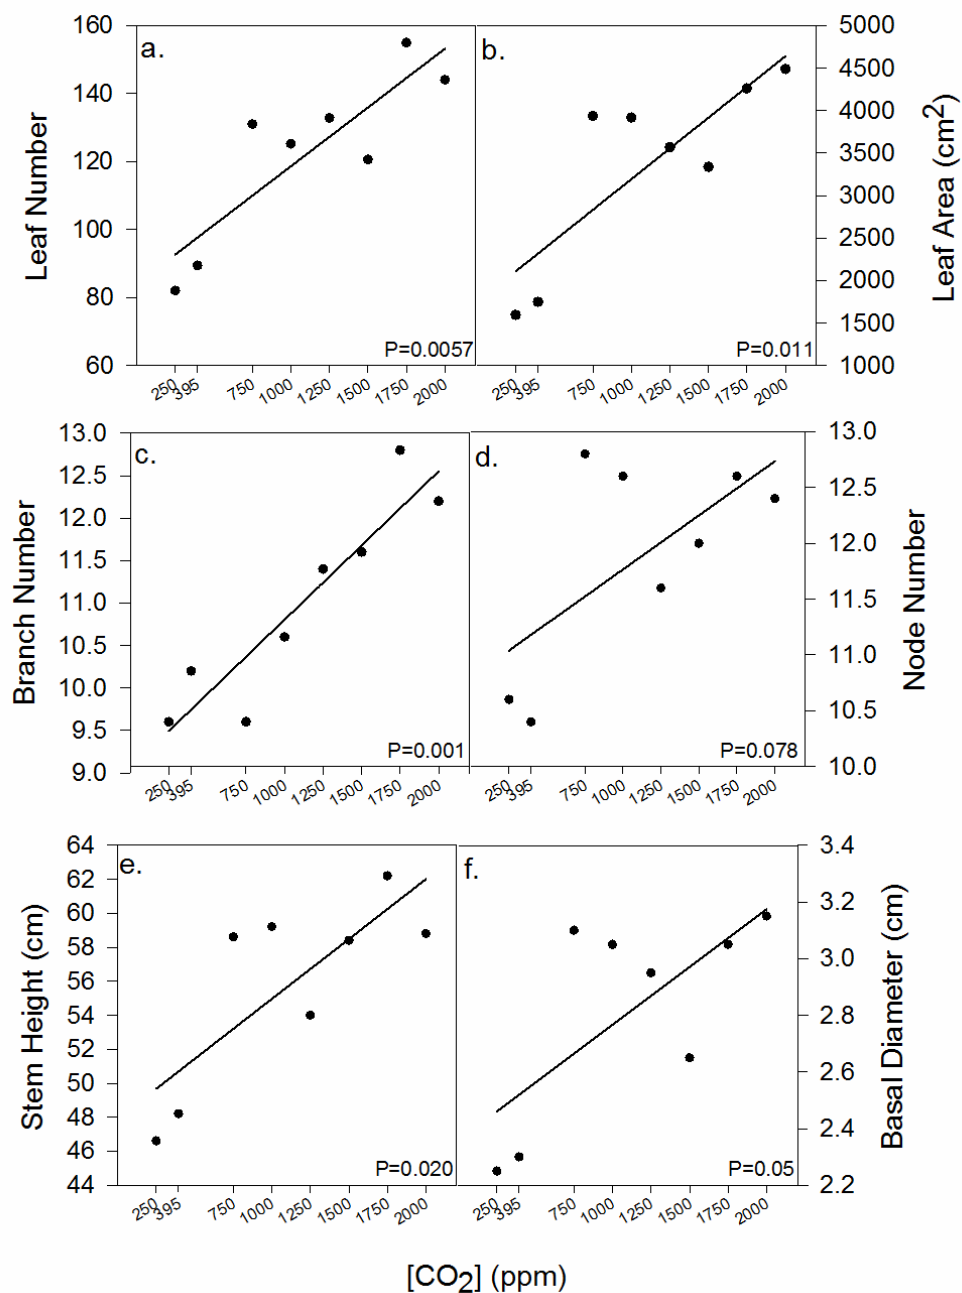 a.
Leaf Number
160
140
120
100
80
60
P=0.0057
250 395 750 1000 1250 1500 1750 2000
b.
Leaf Area (cm2)
5000
4500
4000
3500
3000
2500
2000
1500
1000
P=0.011
250 395 750 1000 1250 1500 1750 2000
c.
Branch Number
13.0
12.5
12.0
11.5
11.0
10.5
10.0
9.5
9.0
P=0.001
250 395 750 1000 1250 1500 1750 2000
d.
Node Number
13.0
12.5
12.0
11.5
11.0
10.5
10.0
P=0.078
250 395 750 1000 1250 1500 1750 2000
e.
Stem Height (cm)
64
62
60
58
56
54
52
50
48
46
44
P=0.020
250 395 750 1000 1250 1500 1750 2000
f.
Basal Diameter (cm)
3.4
3.2
3.0
2.8
2.6
2.4
2.2
P=0.05
250 395 750 1000 1250 1500 1750 2000
[CO2] (ppm)